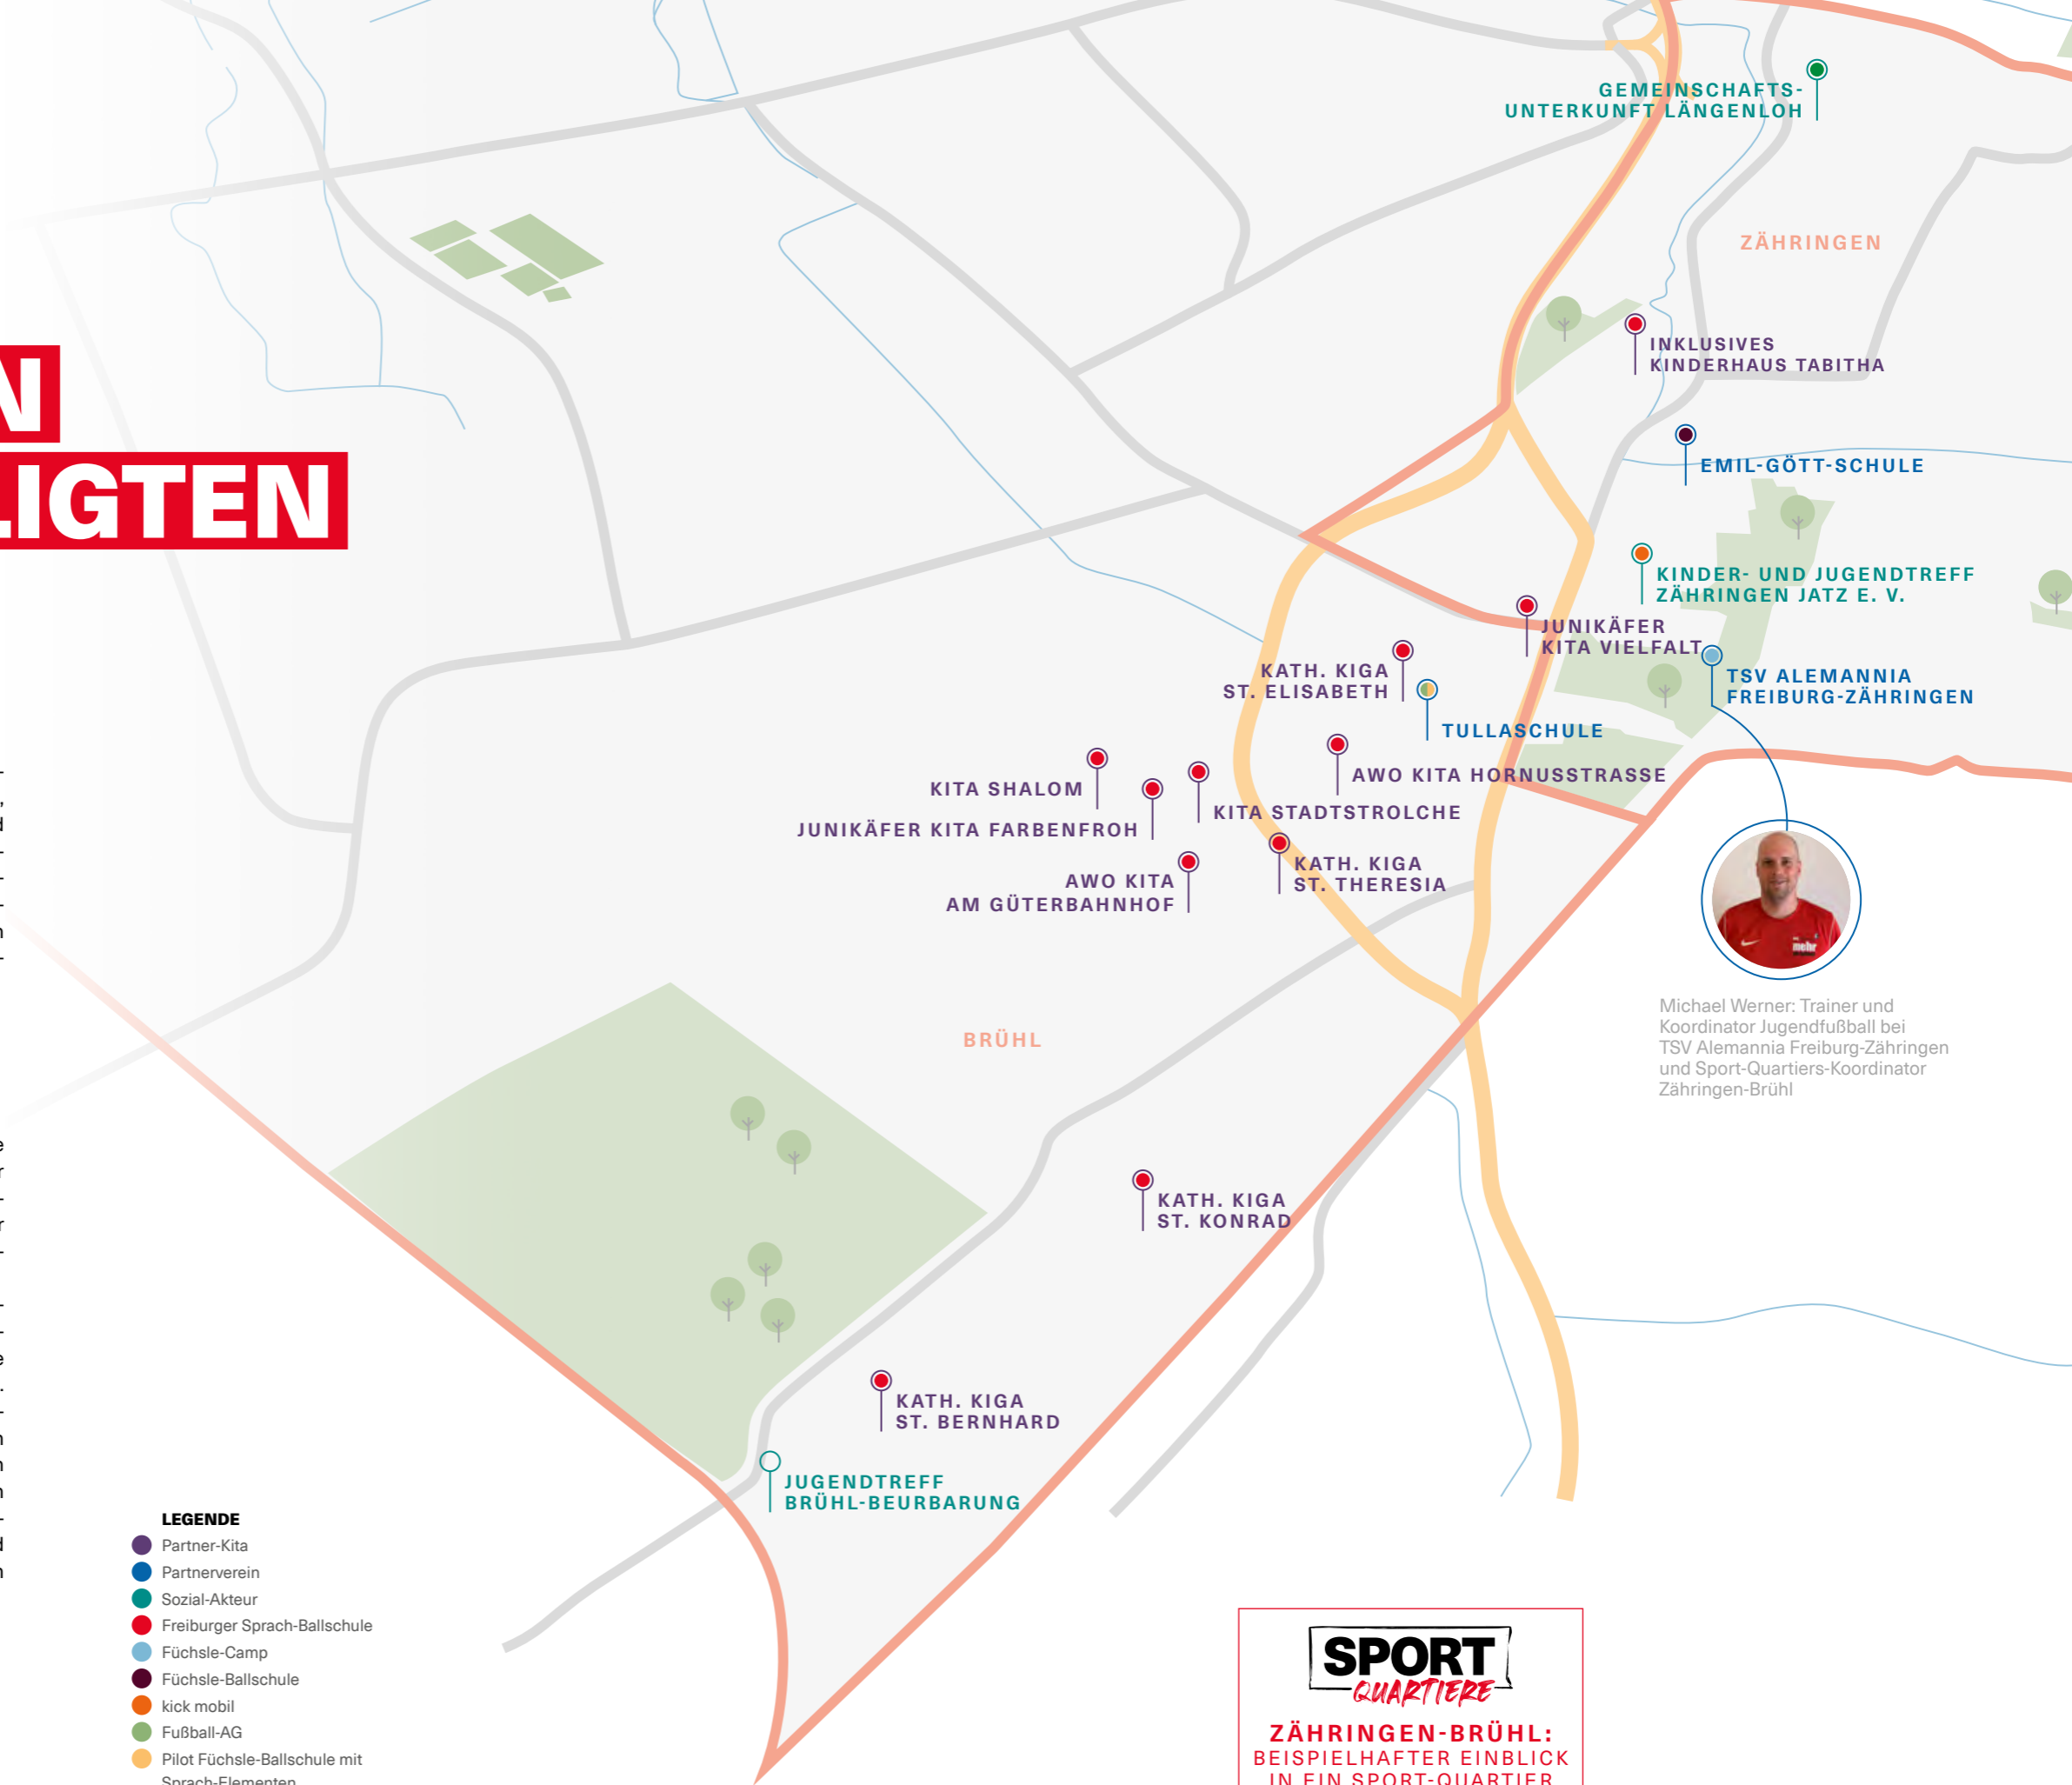 GEMEINSCHAFTS-
UNTERKUNFT LÄNGENLOH
ZÄHRINGEN
INKLUSIVES
KINDERHAUS TABITHA
N
LIGTEN
EMIL-GÖTT-SCHULE
KINDER- UND JUGENDTREFF
ZÄHRINGEN JATZ E. V.
JUNIKÄFER
KITA VIELFALT
KATH. KIGA
ST. ELISABETH
TSV ALEMANNIA
FREIBURG-ZÄHRINGEN
TULLASCHULE
AWO KITA HORNUSSTRASSE
KITA SHALOM
KITA STADTSTROLCHE
JUNIKÄFER KITA FARBENFROH
KATH. KIGA
ST. THERESIA
AWO KITA
AM GÜTERBAHNHOF
mehr
Michael Werner: Trainer und
Koordinator Jugendfußball bei
TSV Alemannia Freiburg-Zähringen
und Sport-Quartiers-Koordinator
Zähringen-Brühl
BRÜHL
KATH. KIGA
ST. KONRAD
KATH. KIGA
ST. BERNHARD
JUGENDTREFF
BRÜHL-BEURBARUNG
LEGENDE
Partner-Kita
Partnerverein
Sozial-Akteur
Freiburger Sprach-Ballschule
Füchsle-Camp
Füchsle-Ballschule
kick mobil
Fußball-AG
Pilot Füchsle-Ballschule mit
Sprach-Elementen
SPORT
QUARTIERE
ZÄHRINGEN-BRÜHL:
BEISPIELHAFTER EINBLICK
IN EIN SPORT-QUARTIER